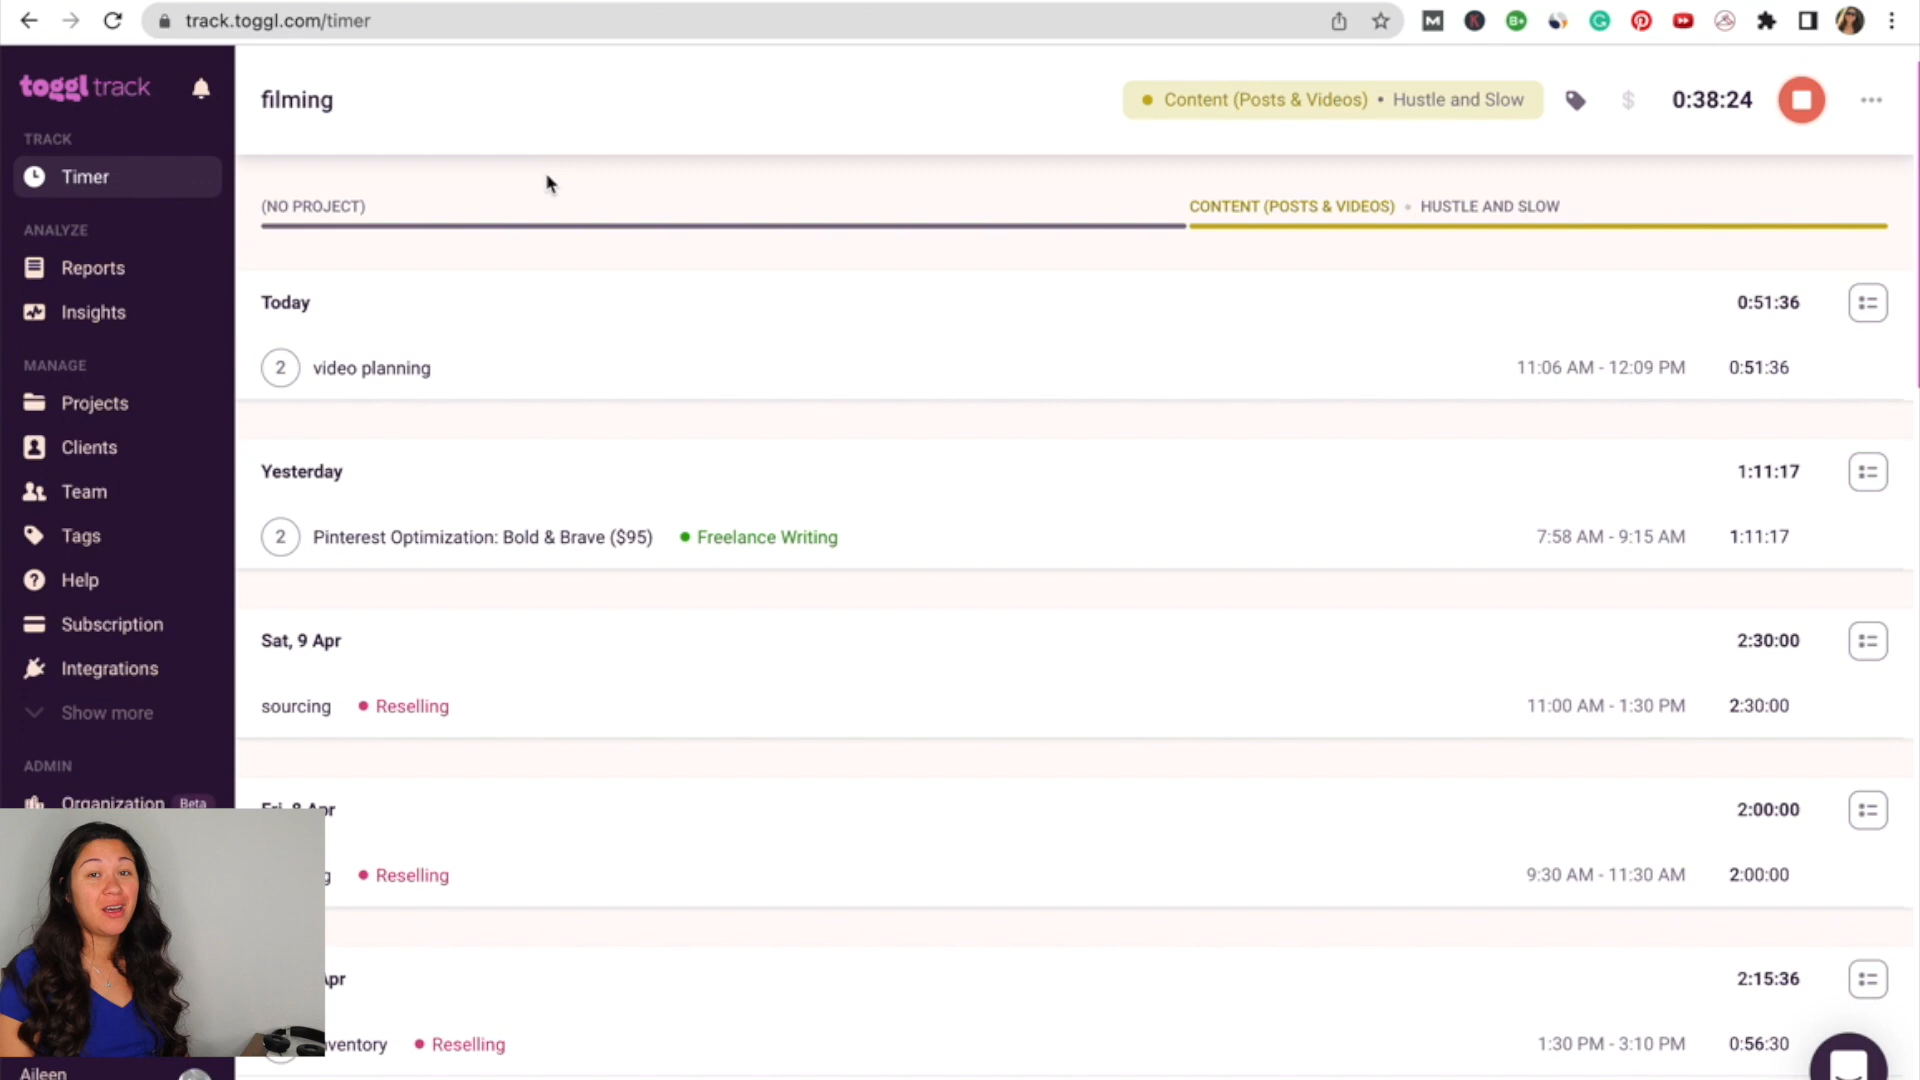 track.toggl.com/timer
toggl track
TRACK
Timer
ANALYZE
Reports
Insights
MANAGE
Projects
Clients
Team
Tags
Help
Subscription
Integrations
Show more
ADMIN
Organization Beta
Aileen
filming
Content (Posts & Videos) • Hustle and Slow
$
0:38:24
(NO PROJECT)
CONTENT (POSTS & VIDEOS) • HUSTLE AND SLOW
Today 0:51:36
2 video planning 11:06 AM - 12:09 PM 0:51:36
Yesterday 1:11:17
2 Pinterest Optimization: Bold & Brave ($95) • Freelance Writing 7:58 AM - 9:15 AM 1:11:17
Sat, 9 Apr 2:30:00
sourcing • Reselling 11:00 AM - 1:30 PM 2:30:00
Fri, 8 Apr 2:00:00
g • Reselling 9:30 AM - 11:30 AM 2:00:00
Apr 2:15:36
nventory • Reselling 1:30 PM - 3:10 PM 0:56:30